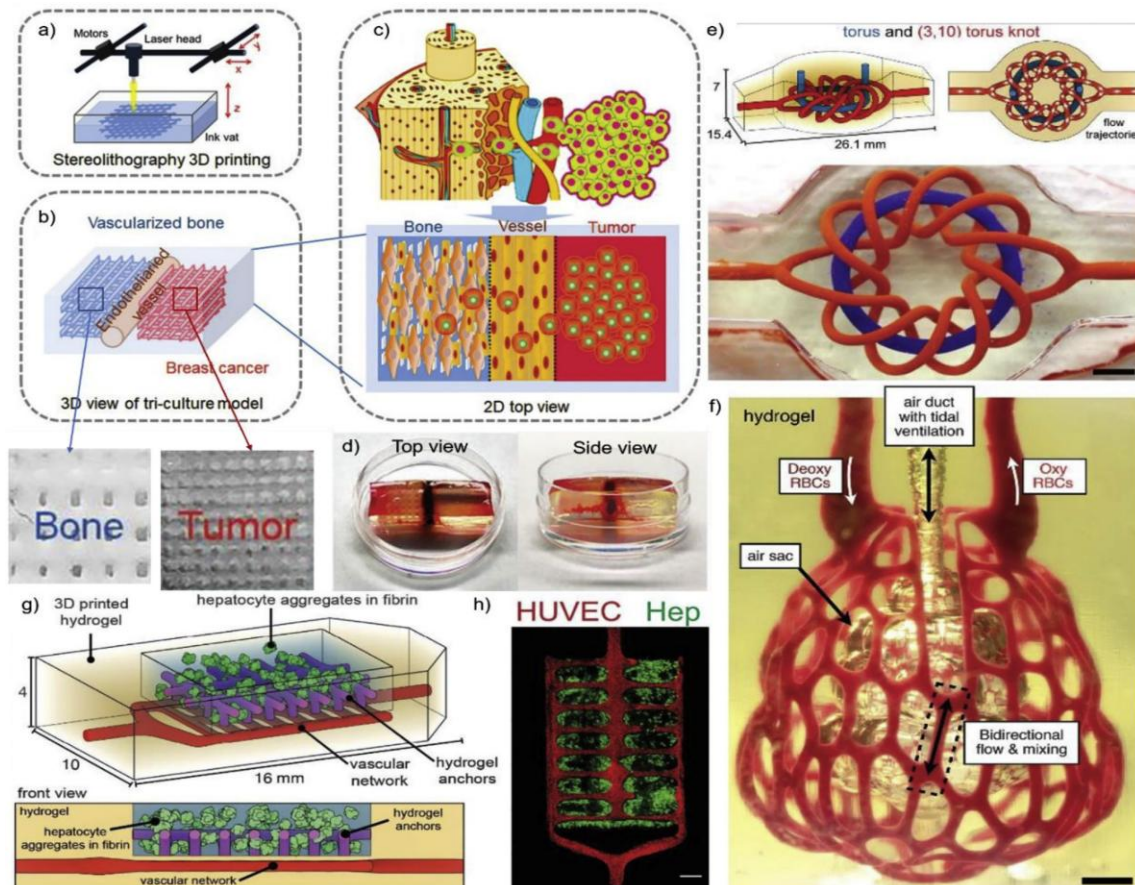 a)
Motors
Laser head
y
x
z
Ink vat
Stereolithography 3D printing
b)
Vascularized bone
Endothelianed
vessel
Breast cancer
3D view of tri-culture model
Bone
Tumor
c)
Bone
Vessel
Tumor
2D top view
d)
Top view
Side view
e)
torus and (3,10) torus knot
7
15.4
26.1 mm
flow
trajectories
f)
hydrogel
air duct
with tidal
ventilation
Deoxy
RBCs
Oxy
RBCs
air sac
Bidirectional
flow & mixing
g)
3D printed
hydrogel
hepatocyte aggregates in fibrin
4
10
16 mm
vascular
network
hydrogel
anchors
front view
hydrogel
hepatocyte
aggregates in fibrin
hydrogel
anchors
vascular network
h)
HUVEC Hep